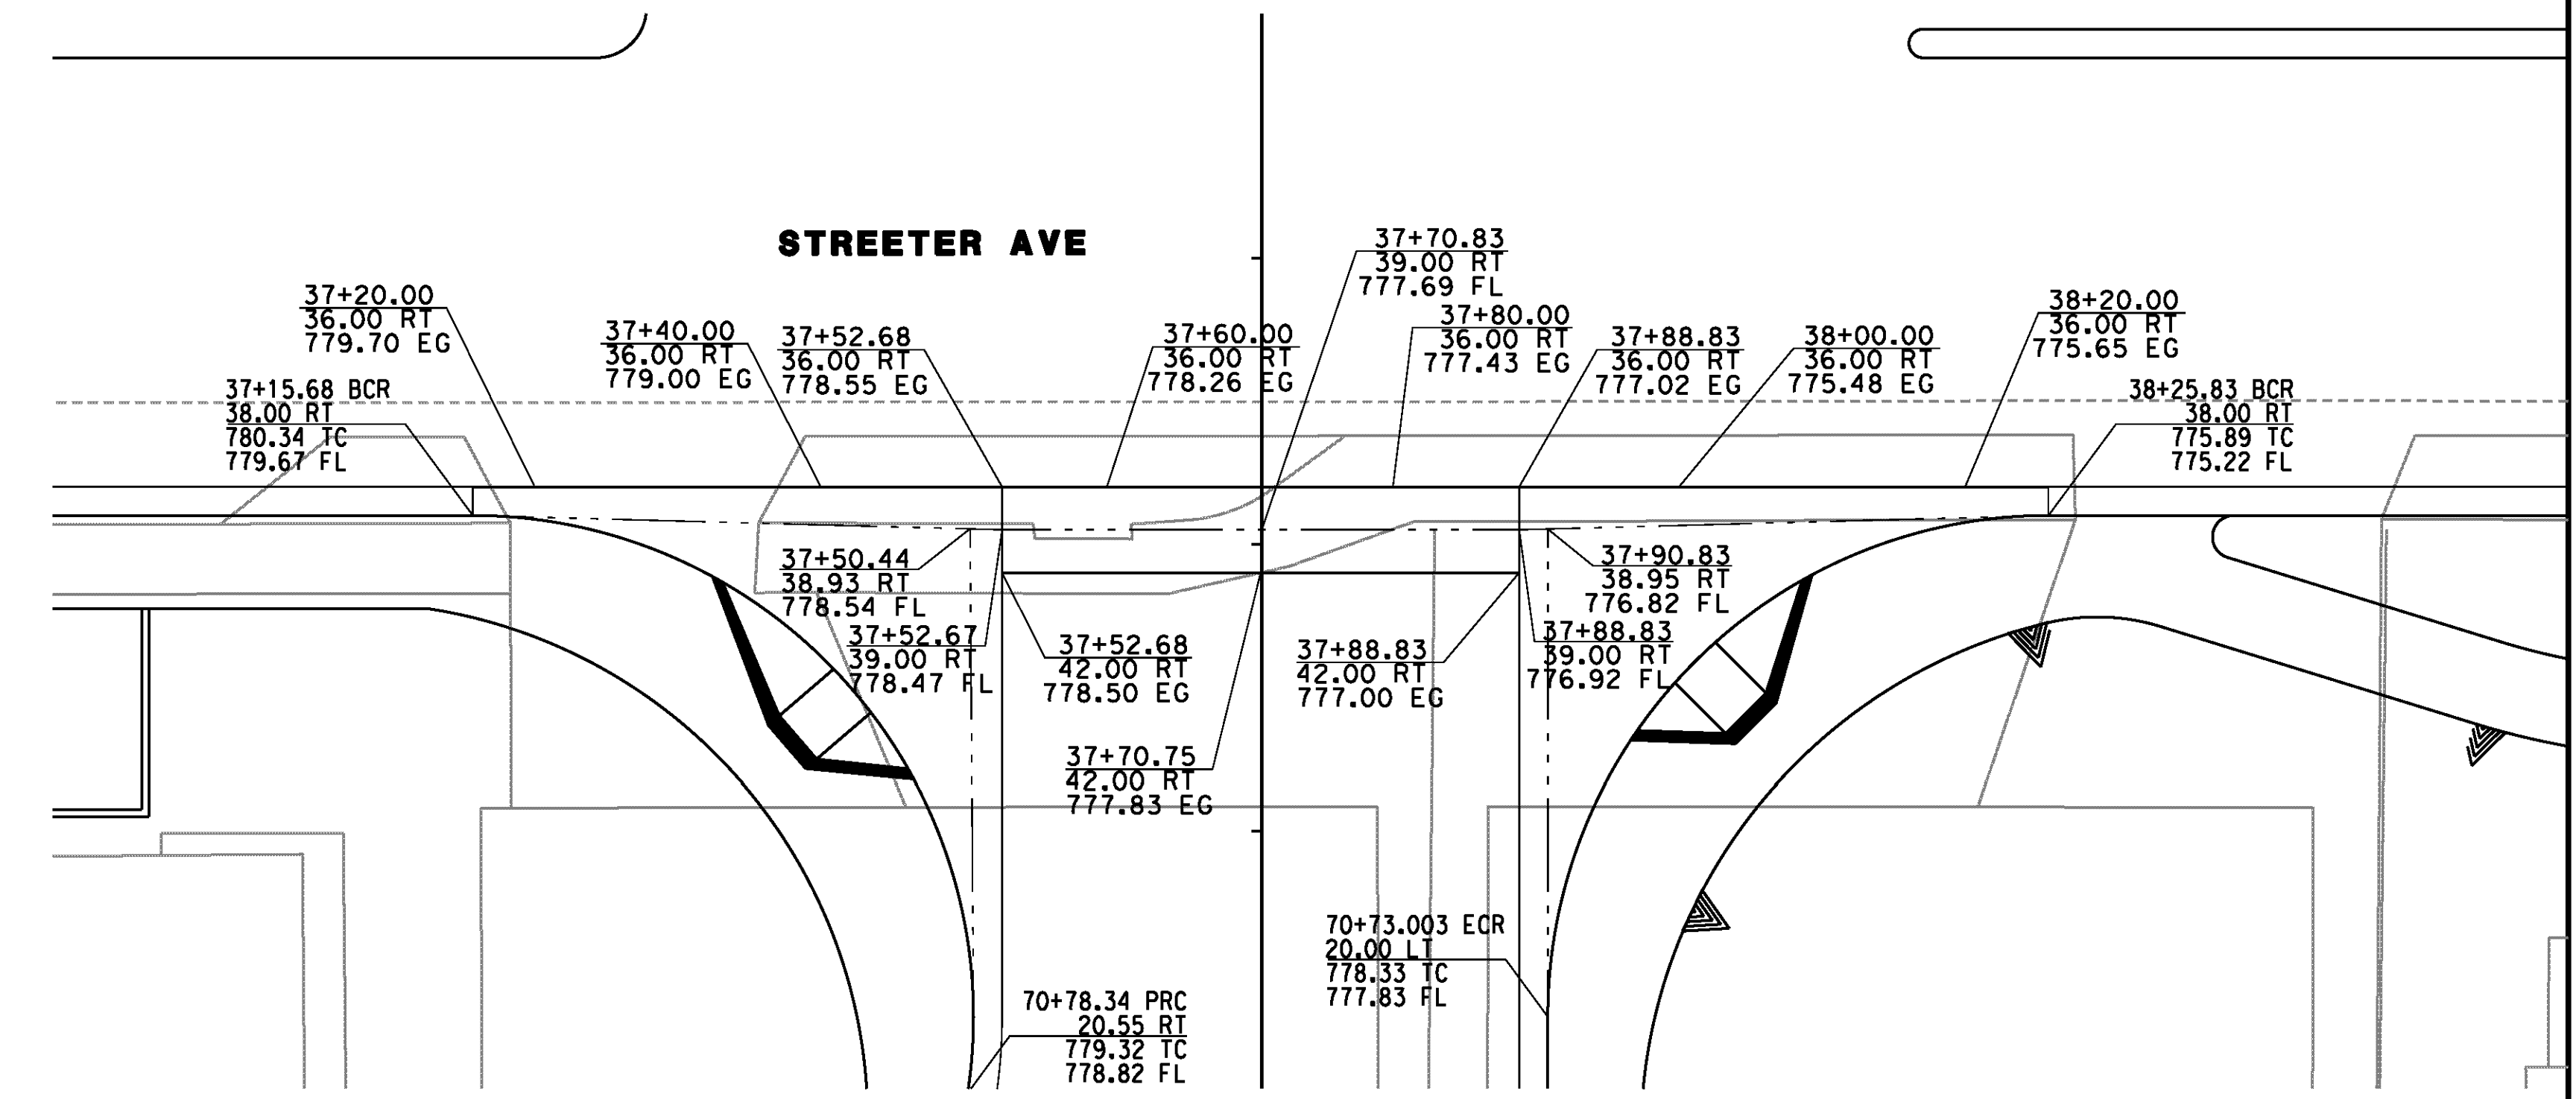 STREETER AVE
37+20.00
36.00 RT
779.70 EG
37+15.68 BCR
38.00 RT
780.34 TC
779.67 FL
37+40.00
36.00 RT
779.00 EG
37+52.68
36.00 RT
778.55 EG
37+60.00
36.00 RT
778.26 EG
37+70.83
39.00 RT
777.69 FL
37+80.00
36.00 RT
777.43 EG
37+88.83
36.00 RT
777.02 EG
38+00.00
36.00 RT
775.48 EG
38+20.00
36.00 RT
775.65 EG
38+25.83 BCR
38.00 RT
775.89 TC
775.22 FL
37+50.44
38.93 RT
778.54 FL
37+52.67
39.00 RT
778.47 FL
37+52.68
42.00 RT
778.50 EG
37+70.75
42.00 RT
777.83 EG
37+88.83
42.00 RT
777.00 EG
37+90.83
38.95 RT
776.82 FL
37+88.83
39.00 RT
776.92 FL
70+73.003 ECR
20.00 LT
778.33 TC
777.83 FL
70+78.34 PRC
20.55 RT
779.32 TC
778.82 FL